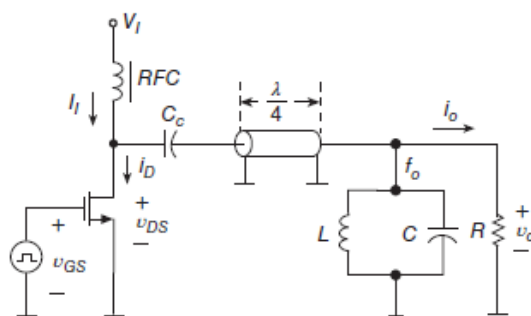 V_I
RFC
I_I
C_c
λ/4
i_o
i_D
f_o
+
v_DS
−
+
v_GS
−
L
C
R
+
v_o
−